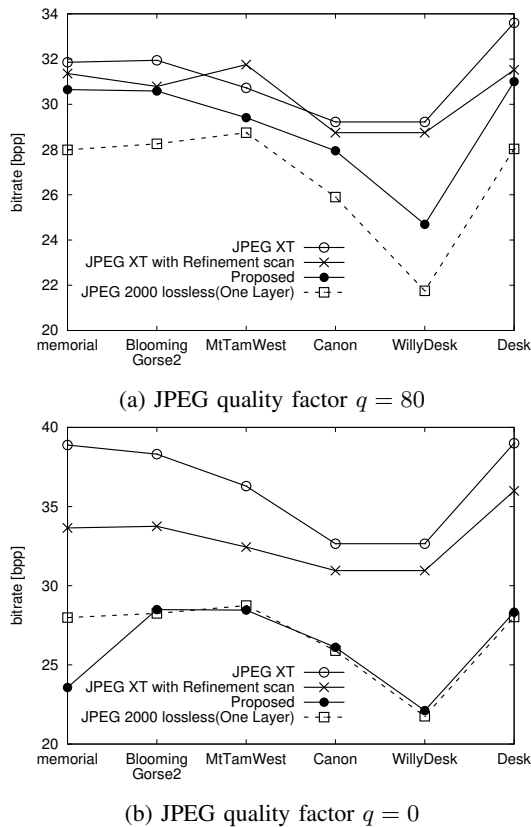 34
32
30
28
26
24
22
20
bitrate [bpp]
JPEG XT
JPEG XT with Refinement scan
Proposed
JPEG 2000 lossless(One Layer)
memorial Blooming Gorse2 MtTamWest Canon WillyDesk Desk
(a) JPEG quality factor q = 80
40
35
30
25
20
bitrate [bpp]
JPEG XT
JPEG XT with Refinement scan
Proposed
JPEG 2000 lossless(One Layer)
memorial Blooming Gorse2 MtTamWest Canon WillyDesk Desk
(b) JPEG quality factor q = 0